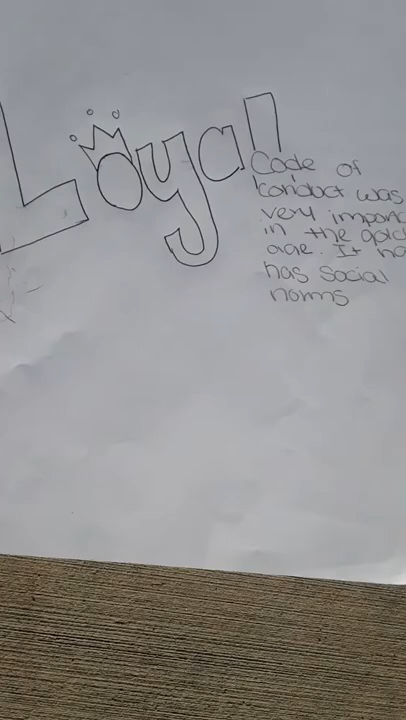 Loyal
Code of
conduct was
very
in the
age. It
has social
norms